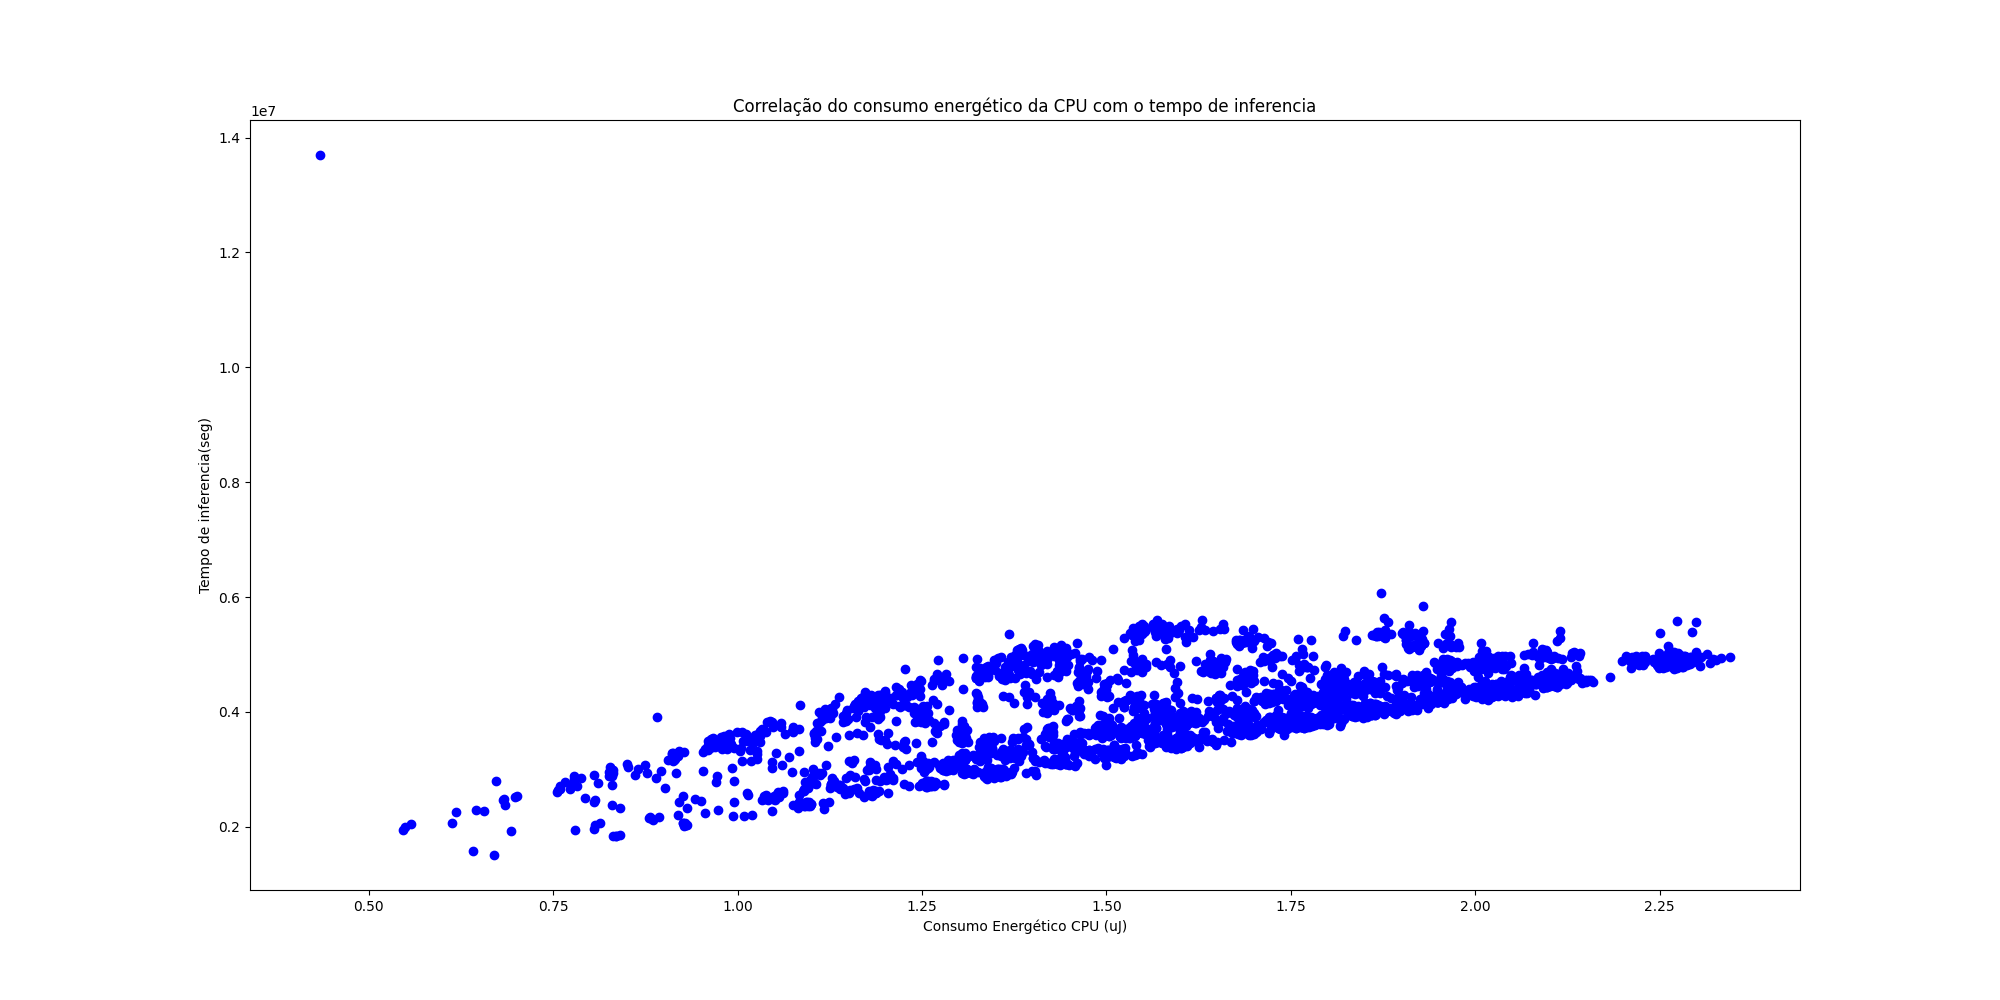 Correlação do consumo energético da CPU com o tempo de inferencia
1e7
1.4
1.2
1.0
0.8
0.6
0.4
0.2
Tempo de inferencia(seg)
0.50 0.75 1.00 1.25 1.50 1.75 2.00 2.25
Consumo Energético CPU (uJ)